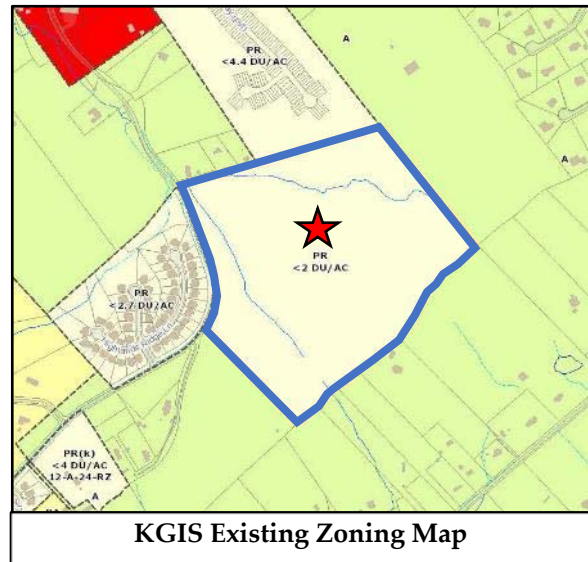 PR
<4.4 DU/AC
A
A
PR
<2 DU/AC
PR
<2.7 DU/AC
PR(k)
<4 DU/AC
12-A-24-RZ
A
KGIS Existing Zoning Map